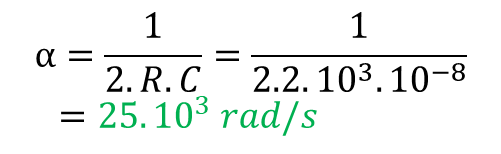 α = 1 / 2. R. C = 1 / 2.2. 10³. 10⁻⁸
= 25. 10³ rad/s